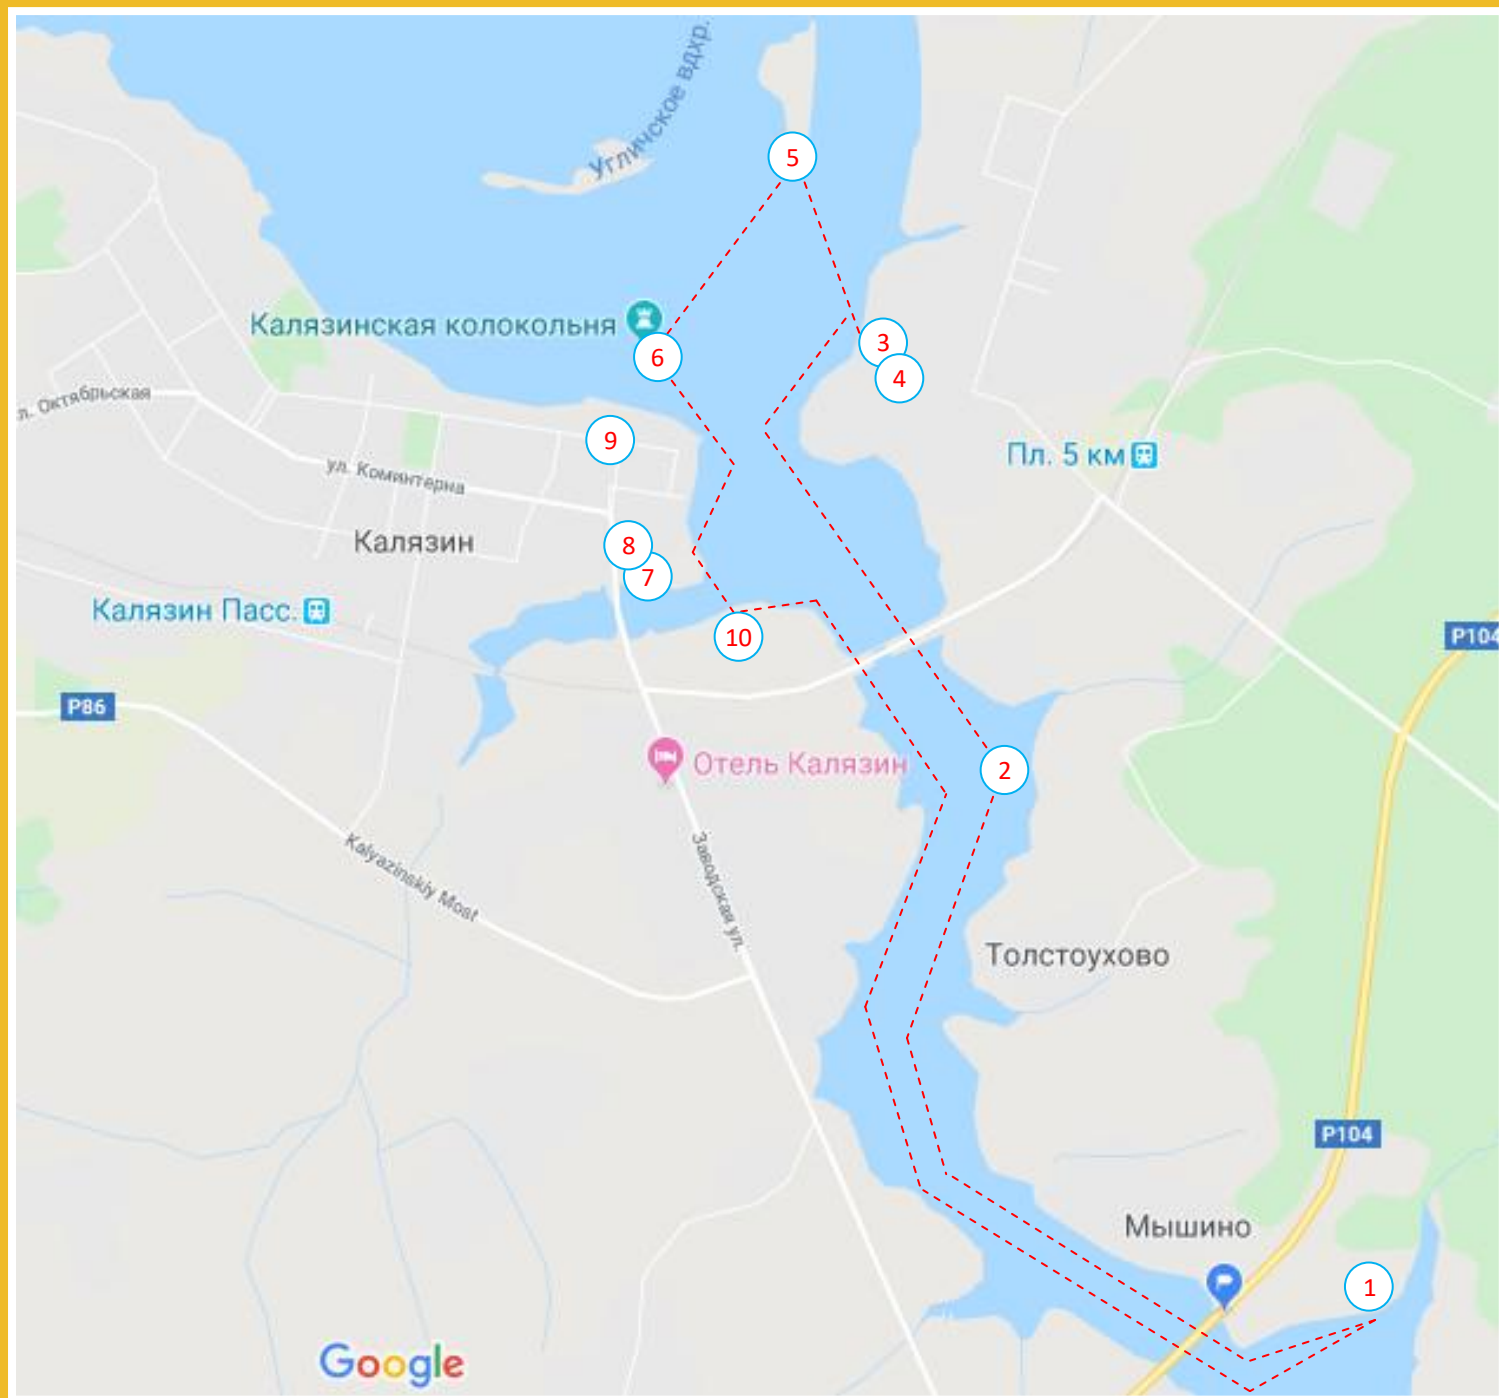 Угличское вдхр.
5
Калязинская колокольня
6
3
4
л. Октябрьская
9
Пл. 5 км
ул. Коминтерна
Калязин
8
7
Калязин Пасс.
10
P104
P86
Отель Калязин
2
Kalyazinskiy Most
Заводская ул.
Толстоухово
P104
Мышино
1
Google